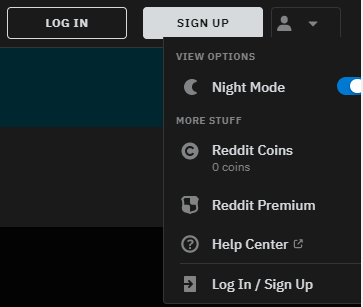 LOG IN
SIGN UP
VIEW OPTIONS
Night Mode
MORE STUFF
Reddit Coins
0 coins
Reddit Premium
Help Center
Log In / Sign Up